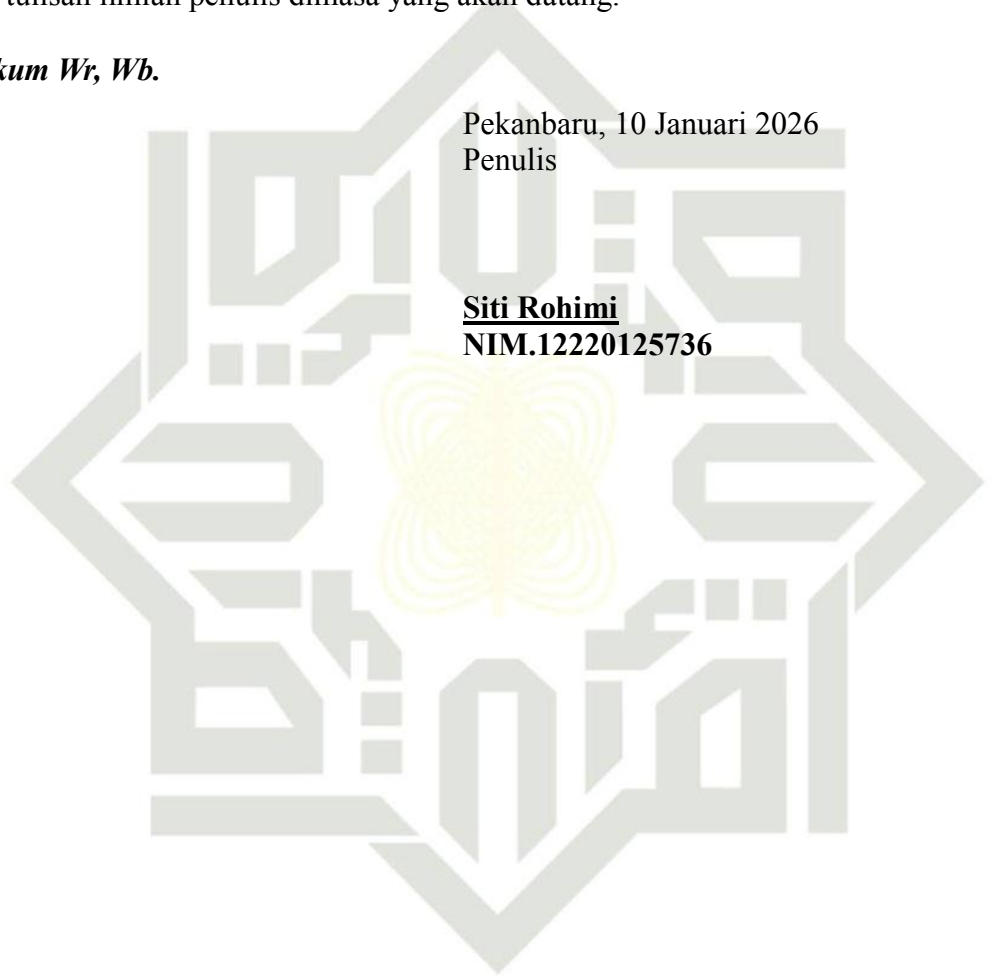 tulisan ilmiah penulis dimasa yang akan datang.
kum Wr, Wb.
Pekanbaru, 10 Januari 2026
Penulis
Siti Rohimi
NIM.12220125736